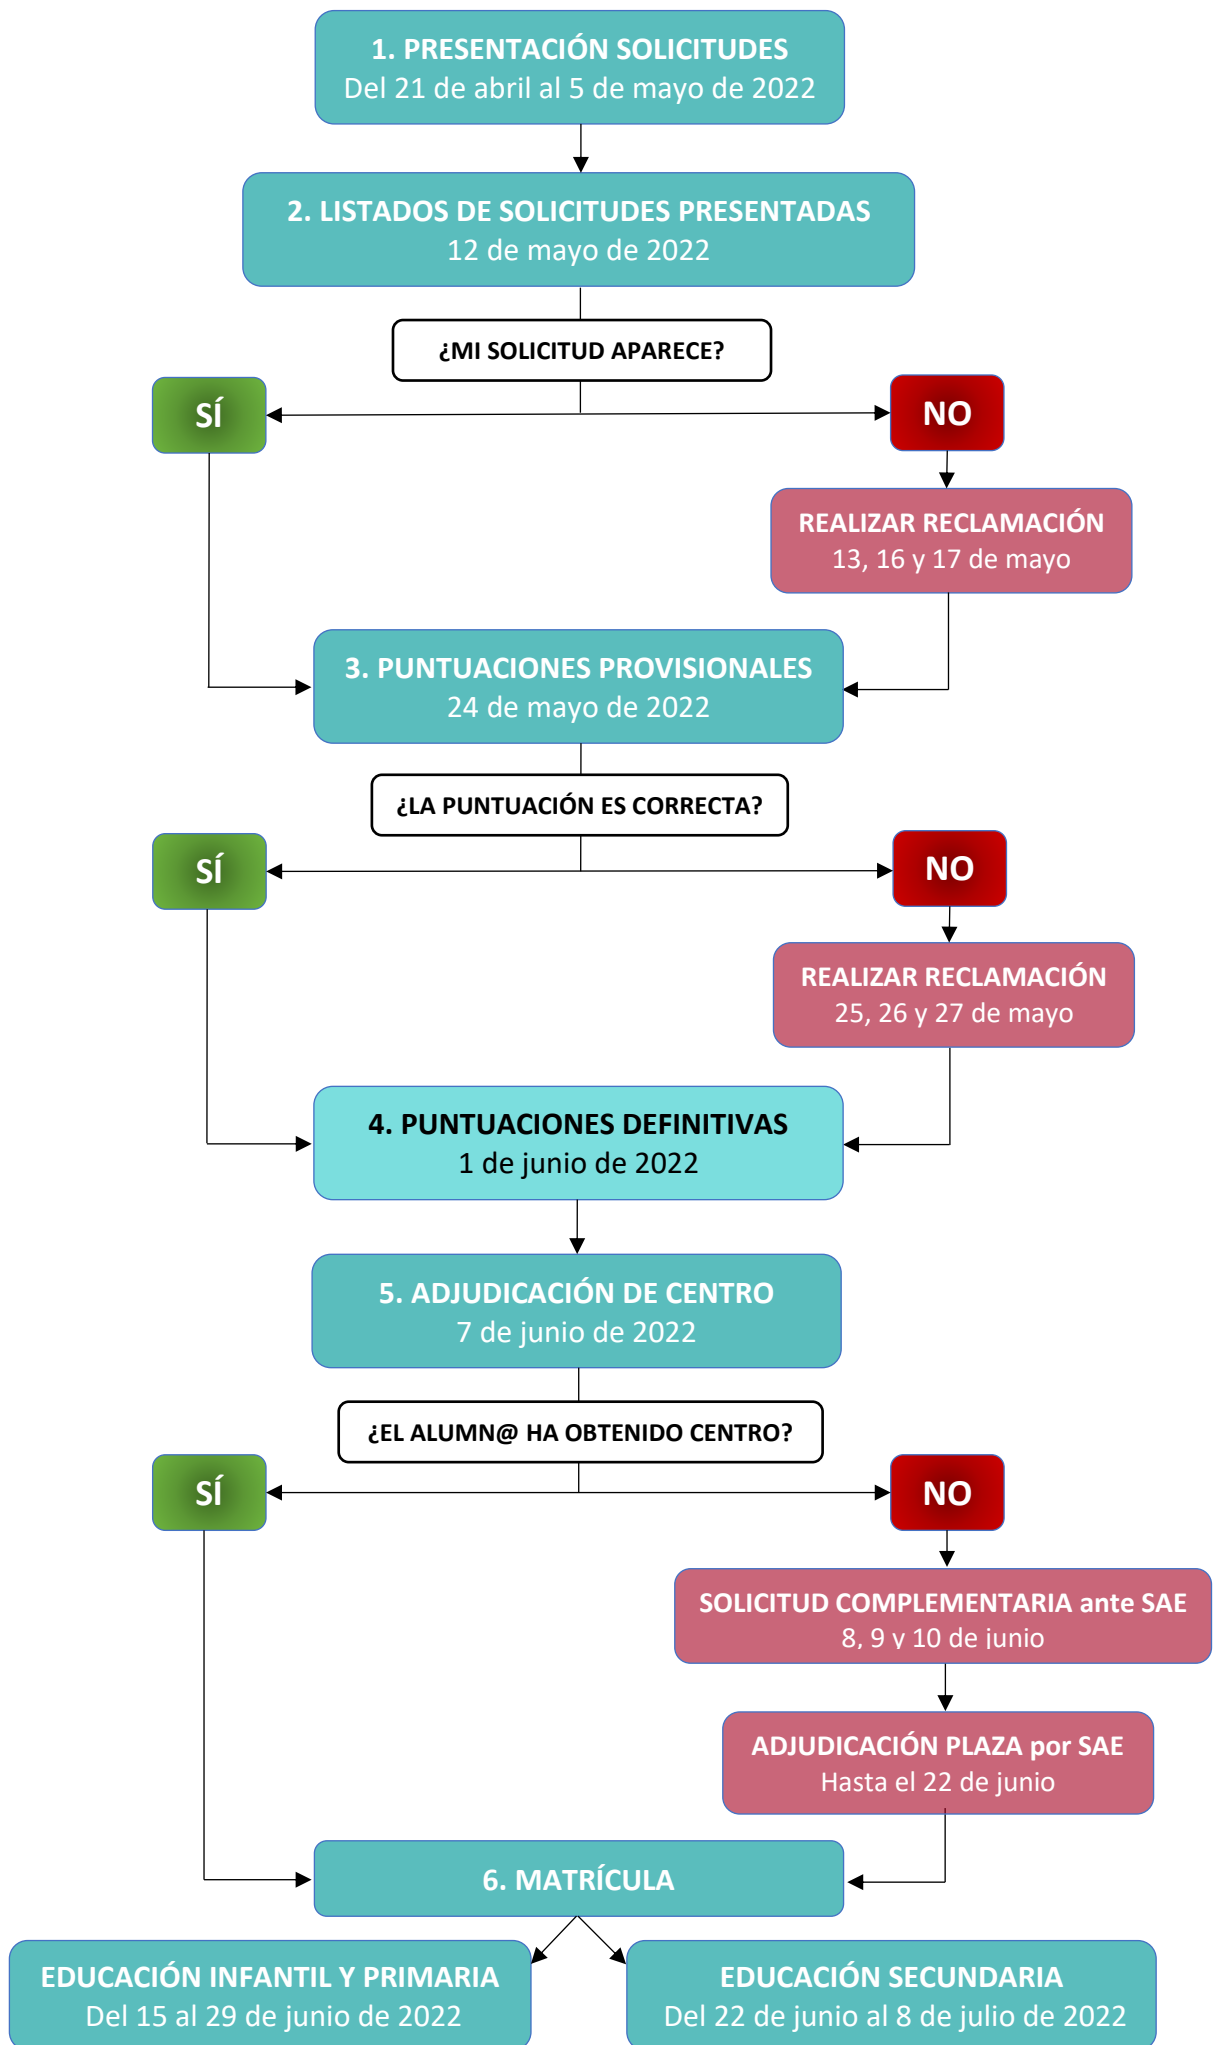 1. PRESENTACIÓN SOLICITUDES
Del 21 de abril al 5 de mayo de 2022
2. LISTADOS DE SOLICITUDES PRESENTADAS
12 de mayo de 2022
¿MI SOLICITUD APARECE?
SÍ
NO
REALIZAR RECLAMACIÓN
13, 16 y 17 de mayo
3. PUNTUACIONES PROVISIONALES
24 de mayo de 2022
¿LA PUNTUACIÓN ES CORRECTA?
SÍ
NO
REALIZAR RECLAMACIÓN
25, 26 y 27 de mayo
4. PUNTUACIONES DEFINITIVAS
1 de junio de 2022
5. ADJUDICACIÓN DE CENTRO
7 de junio de 2022
¿EL ALUMN@ HA OBTENIDO CENTRO?
SÍ
NO
SOLICITUD COMPLEMENTARIA ante SAE
8, 9 y 10 de junio
ADJUDICACIÓN PLAZA por SAE
Hasta el 22 de junio
6. MATRÍCULA
EDUCACIÓN INFANTIL Y PRIMARIA
Del 15 al 29 de junio de 2022
EDUCACIÓN SECUNDARIA
Del 22 de junio al 8 de julio de 2022